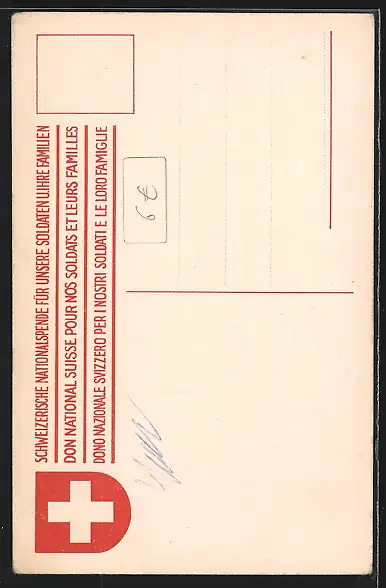 SCHWEIZERISCHE NATIONALSPENDE FÜR UNSERE SOLDATEN U.IHRE FAMILIEN
DON NATIONAL SUISSE POUR NOS SOLDATS ET LEURS FAMILLES
DONO NAZIONALE SVIZZERO PER I NOSTRI SOLDATI E LE LORO FAMIGLIE
6 €